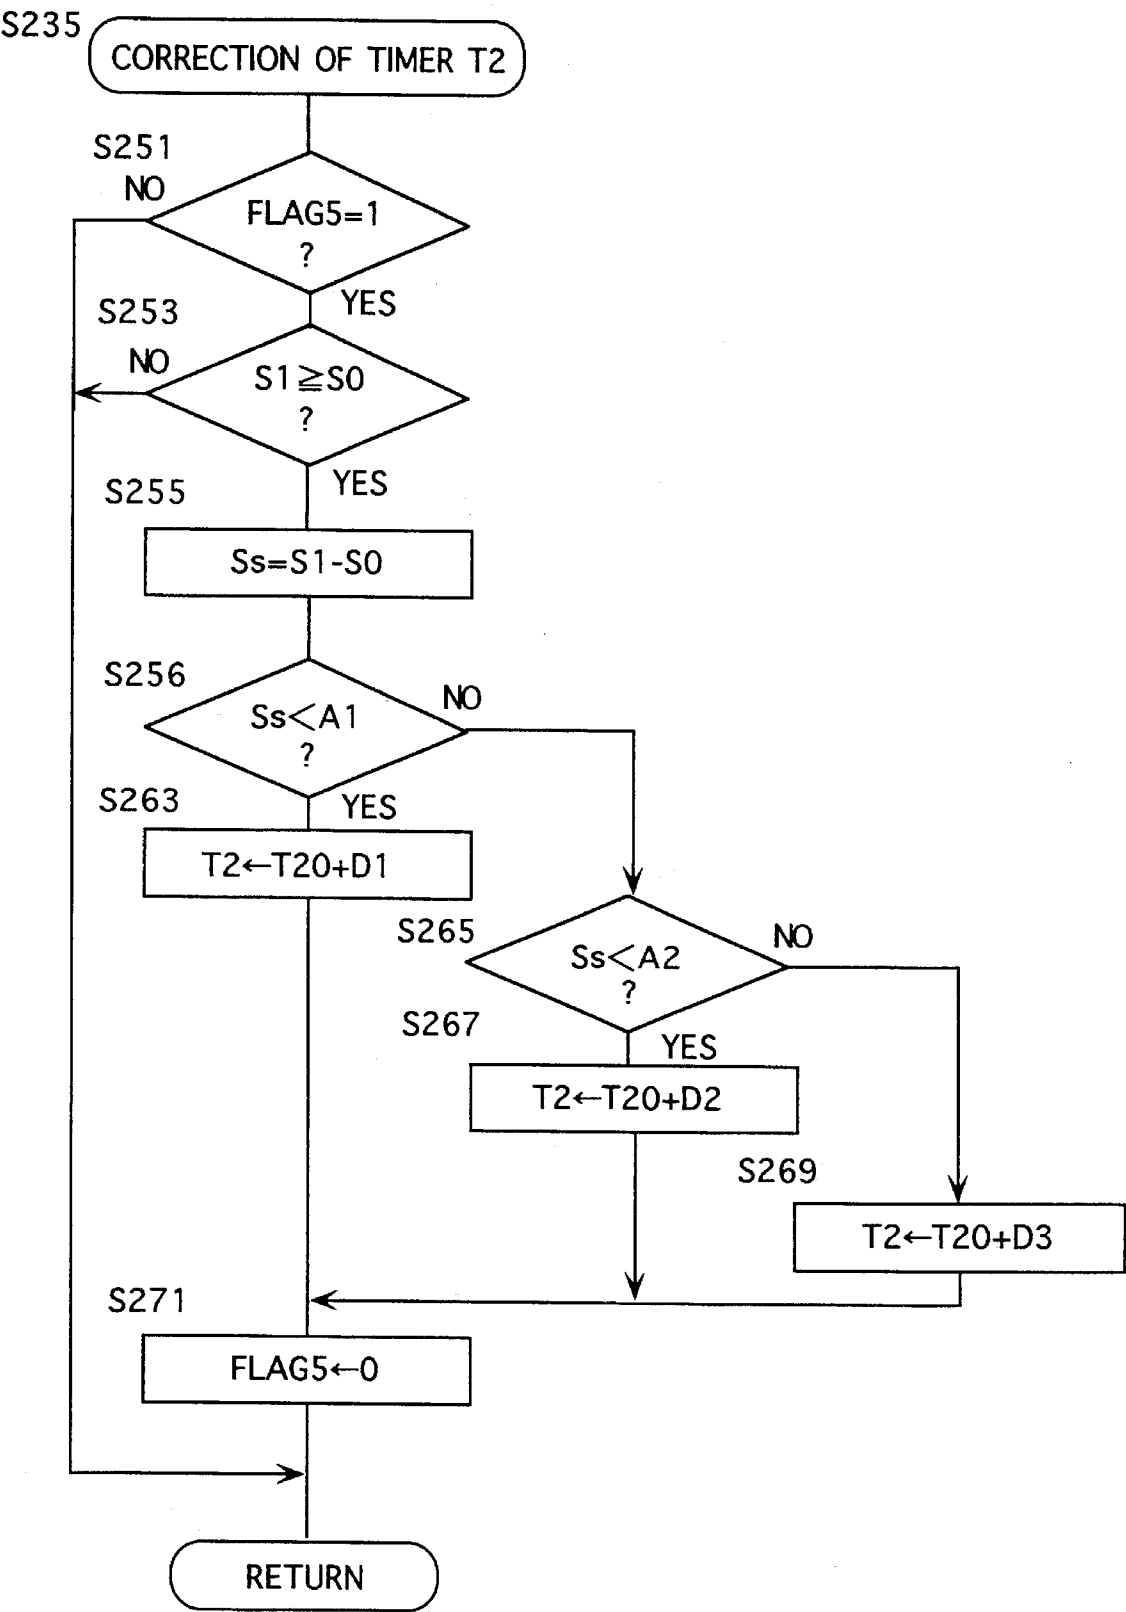 S235
CORRECTION OF TIMER T2
S251
NO
FLAG5=1
?
YES
S253
NO
S1≧S0
?
YES
S255
Ss=S1-S0
S256
NO
Ss<A1
?
YES
S263
T2←T20+D1
S265
NO
Ss<A2
?
S267
YES
T2←T20+D2
S269
T2←T20+D3
S271
FLAG5←0
RETURN